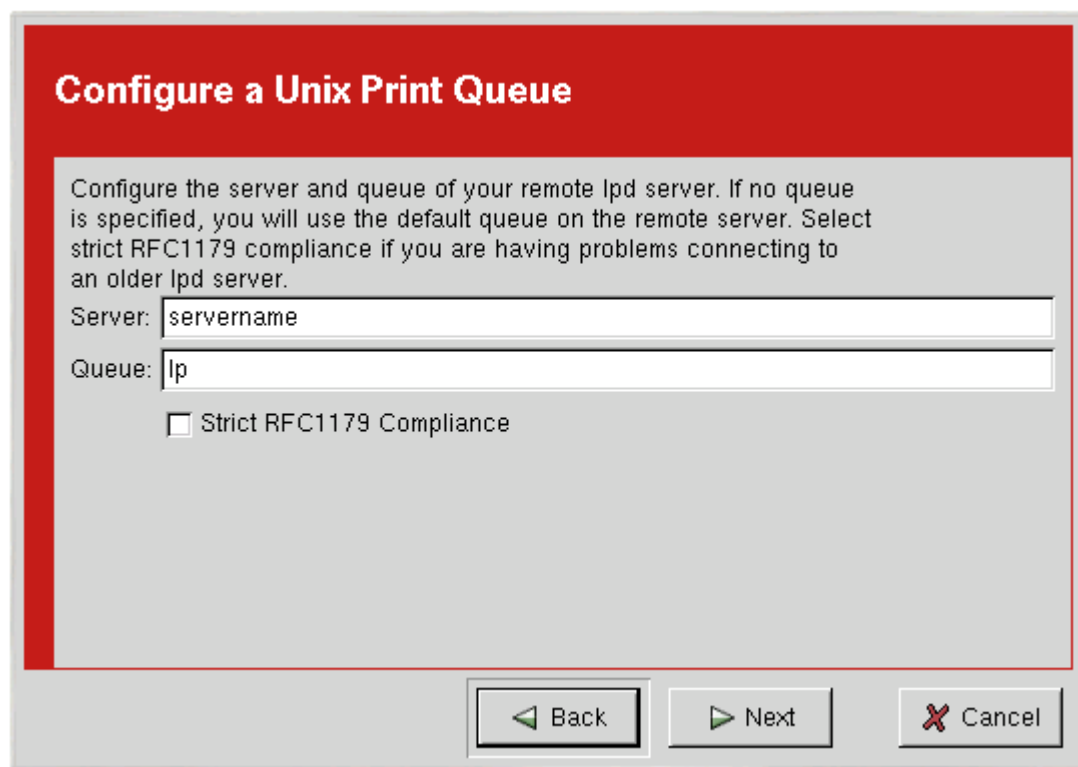 Configure a Unix Print Queue
Configure the server and queue of your remote lpd server. If no queue
is specified, you will use the default queue on the remote server. Select
strict RFC1179 compliance if you are having problems connecting to
an older lpd server.
Server: servername
Queue: lp
Strict RFC1179 Compliance
Back Next Cancel